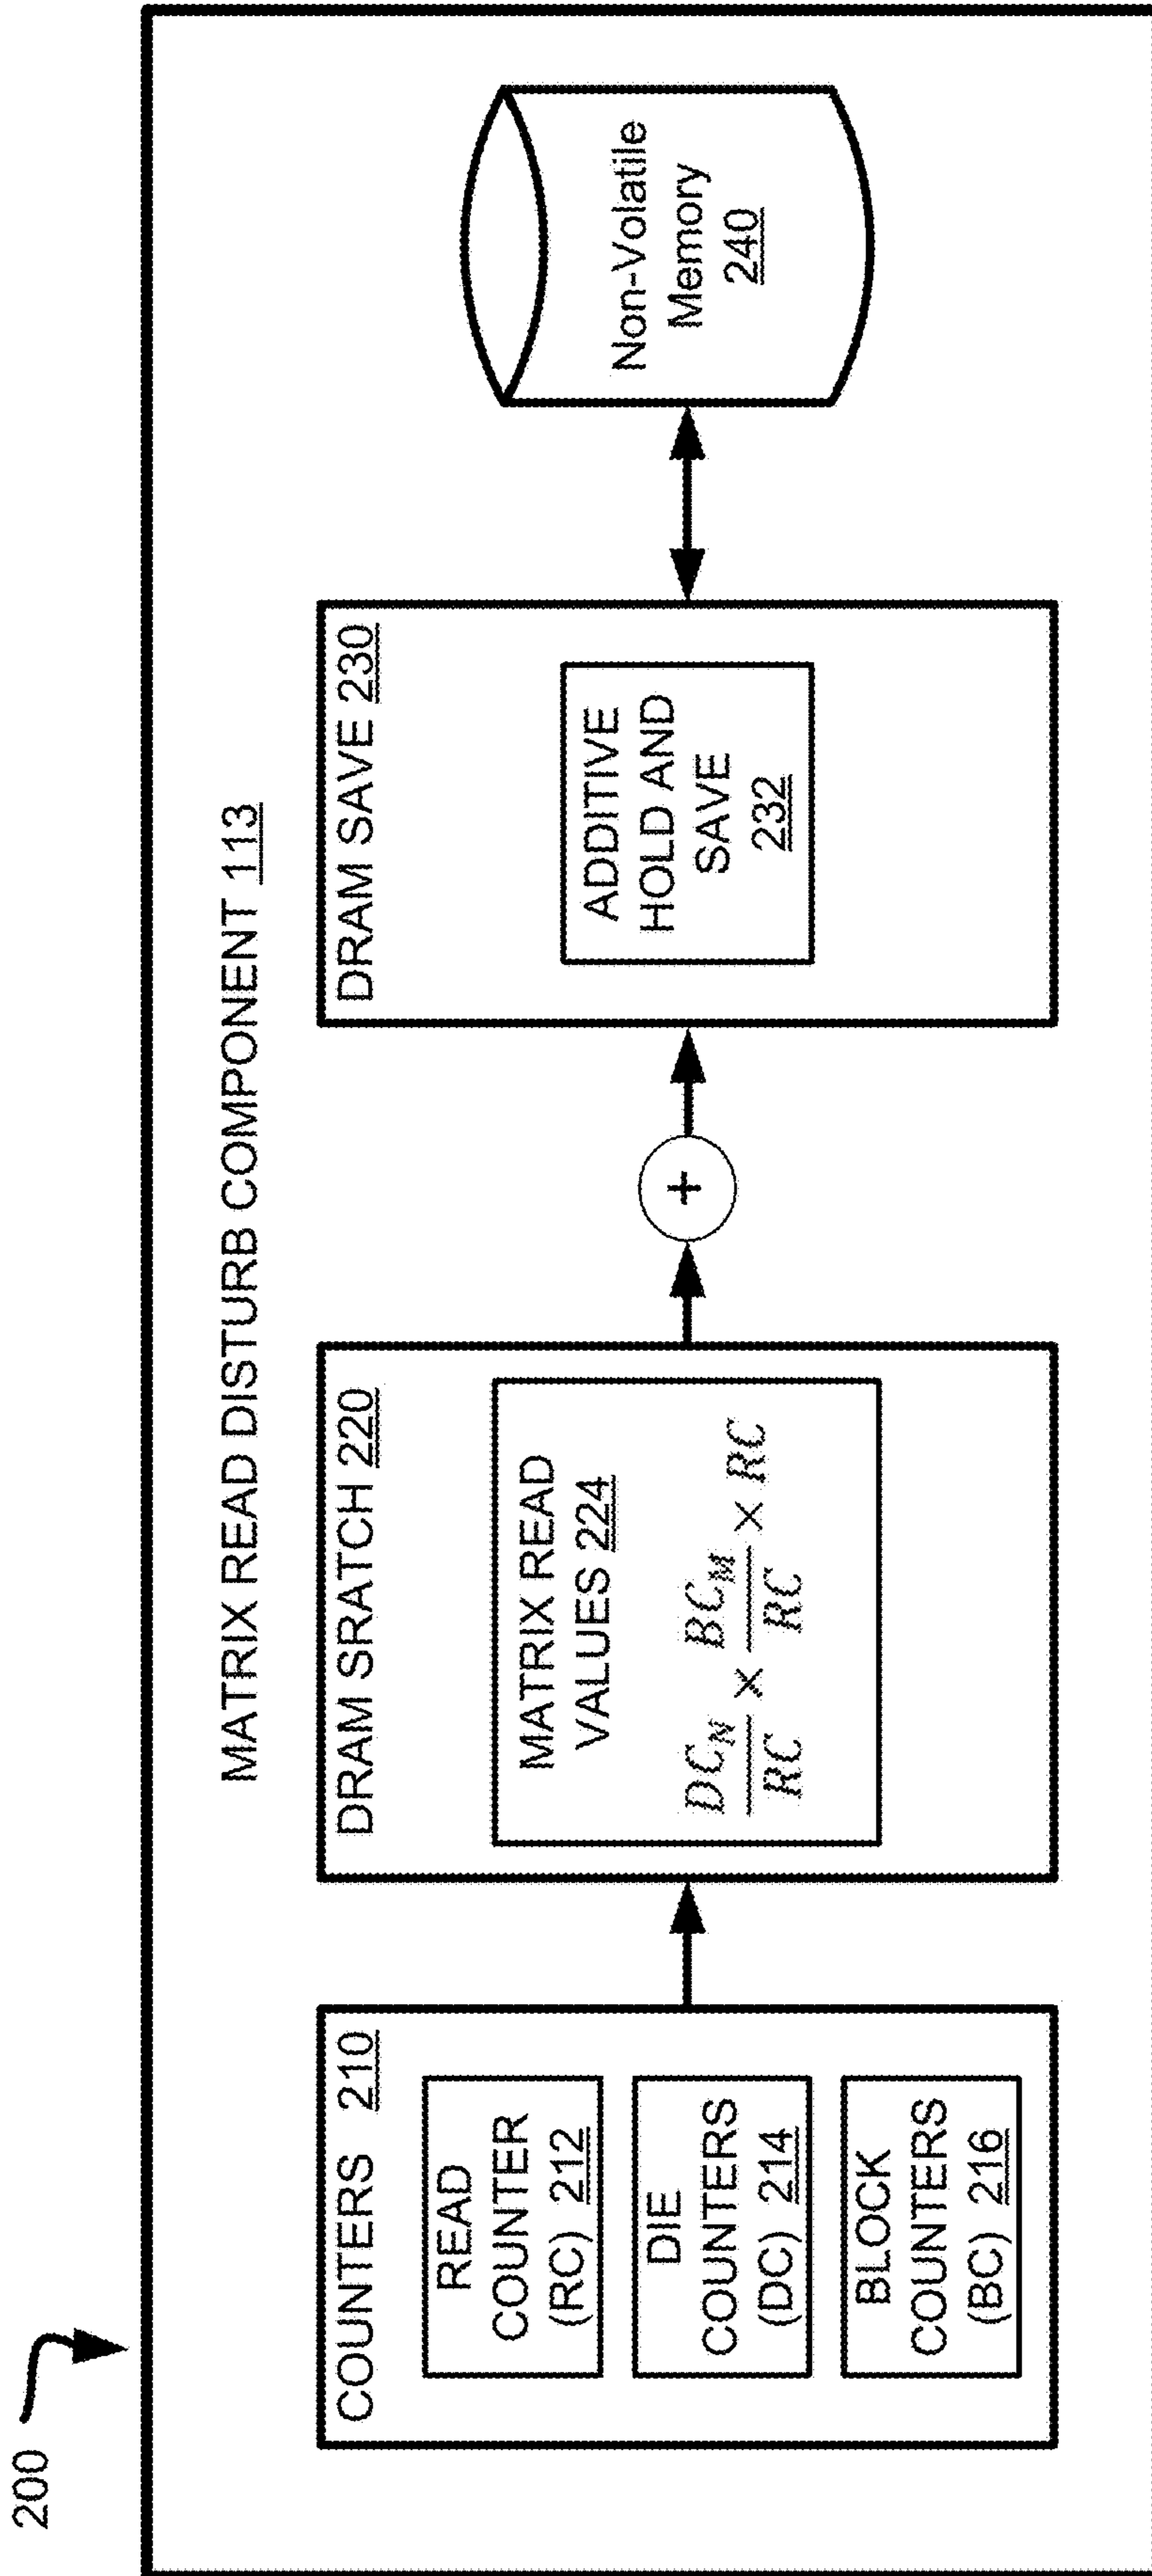 200
MATRIX READ DISTURB COMPONENT 113
COUNTERS 210
READ
COUNTER
(RC) 212
DIE
COUNTERS
(DC) 214
BLOCK
COUNTERS
(BC) 216
DRAM SRATCH 220
MATRIX READ
VALUES 224
DC_N/RC × BC_M/RC × RC
+
DRAM SAVE 230
ADDITIVE
HOLD AND
SAVE
232
Non-Volatile
Memory
240